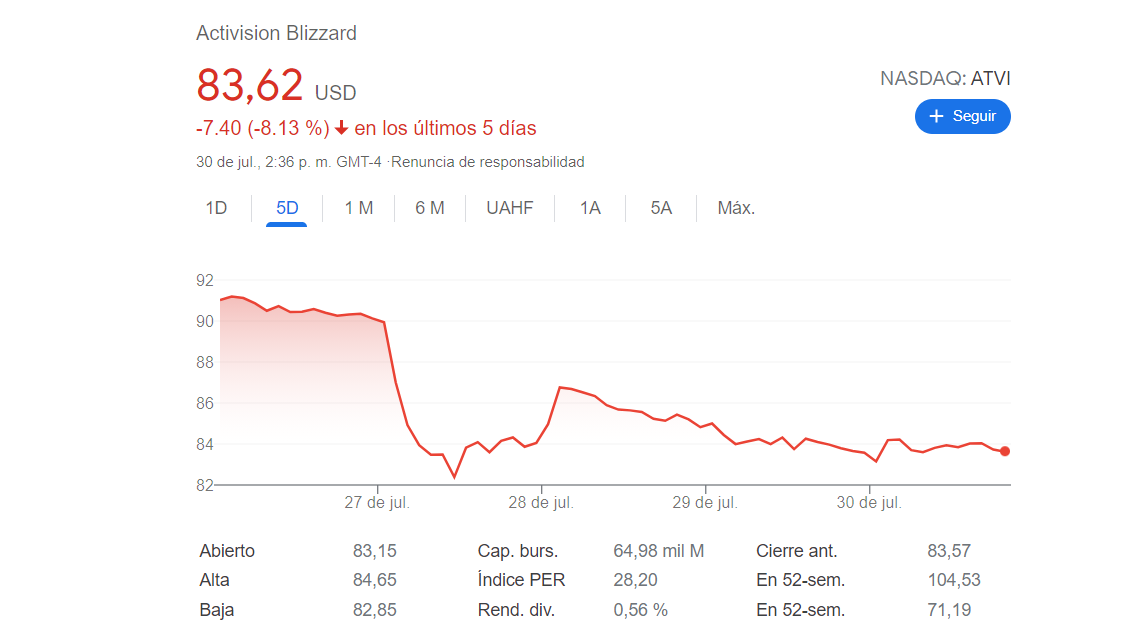 Activision Blizzard
83,62 USD
NASDAQ: ATVI
+ Seguir
-7.40 (-8.13 %) ↓ en los últimos 5 días
30 de jul., 2:36 p. m. GMT-4 ·Renuncia de responsabilidad
1D 5D 1 M 6 M UAHF 1A 5A Máx.
92
90
88
86
84
82
27 de jul. 28 de jul. 29 de jul. 30 de jul.
Abierto 83,15 Cap. burs. 64,98 mil M Cierre ant. 83,57
Alta 84,65 Índice PER 28,20 En 52-sem. 104,53
Baja 82,85 Rend. div. 0,56 % En 52-sem. 71,19